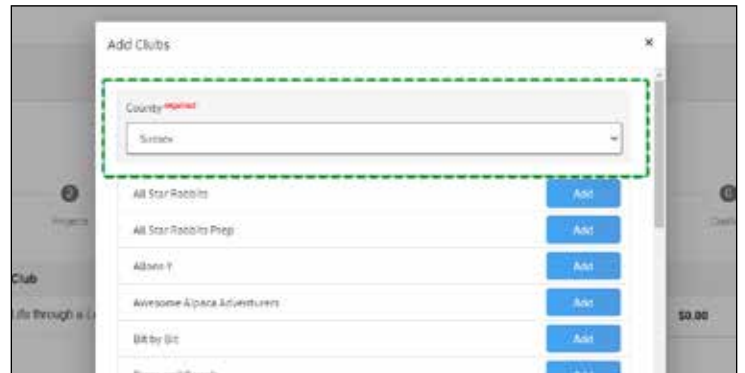 Add Clubs ×
County required
Sussex
All Star Rabbits Add
All Star Rabbits Prep Add
Add
Awesome Alpaca Adventurers Add
Bit by Bit Add
Add
Projects
Club
Life through a
$0.00